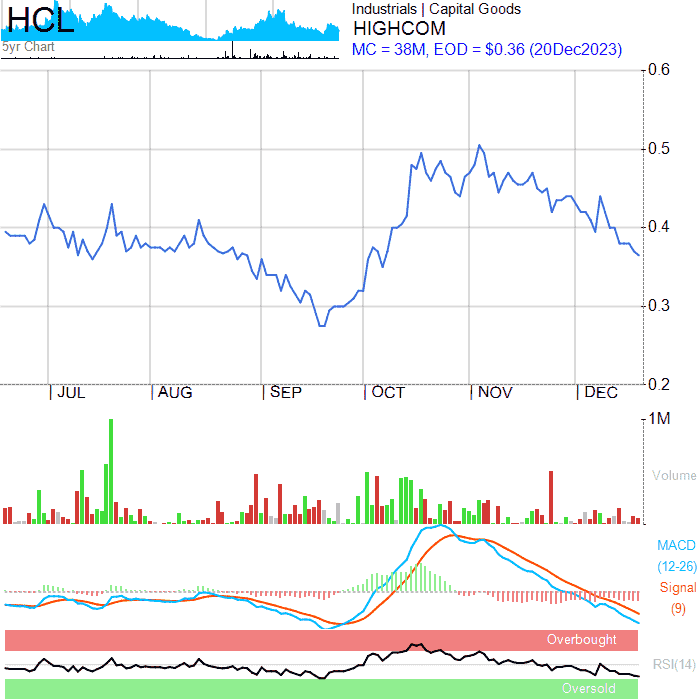 HCL
5yr Chart
Industrials | Capital Goods
HIGHCOM
MC = 38M, EOD = $0.36 (20Dec2023)
0.6
0.5
0.4
0.3
0.2
JUL
AUG
SEP
OCT
NOV
DEC
1M
Volume
MACD
(12-26)
Signal
(9)
Overbought
RSI(14)
Oversold